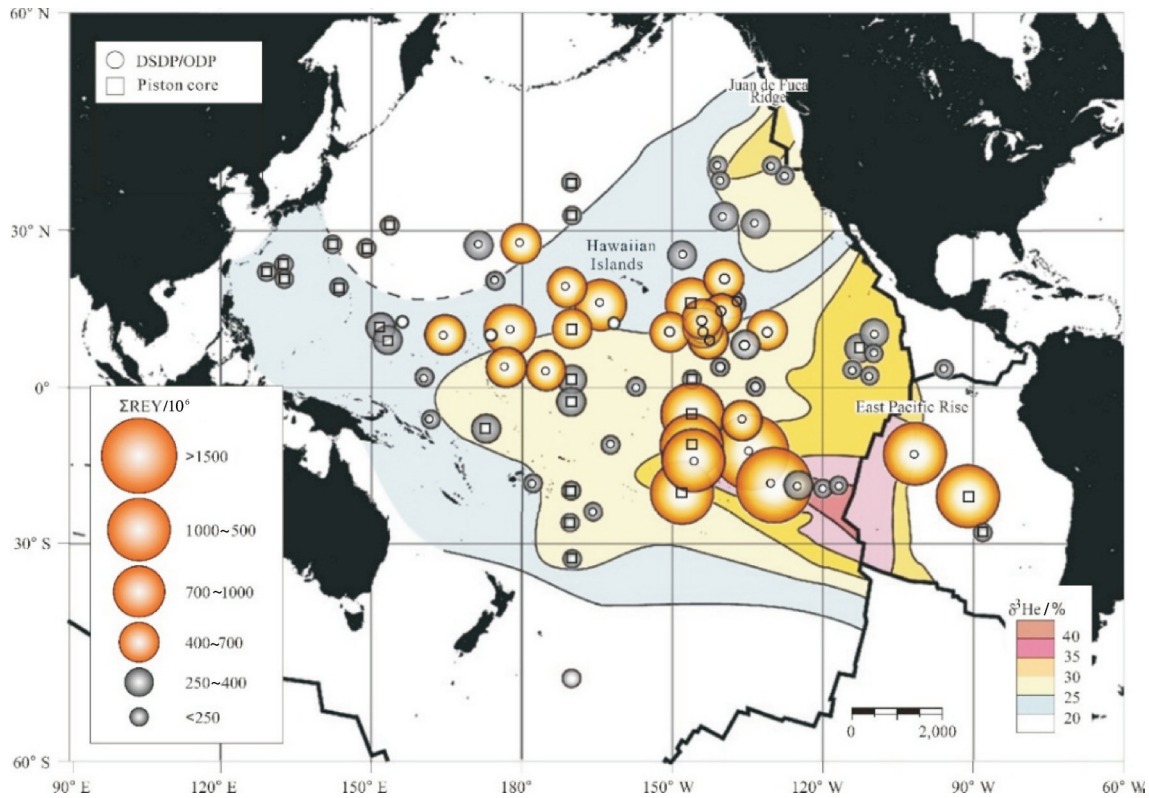 60° N
DSDP/ODP
Piston core
Juan de Fuca
Ridge
30° N
Hawaiian
Islands
0°
East Pacific Rise
ΣREY/10⁶
>1500
1000~500
700~1000
400~700
250~400
<250
30° S
δ³He/%
40
35
30
25
20
0 2,000
60° S
90° E 120° E 150° E 180° 150° W 120° W 90° W 60° W